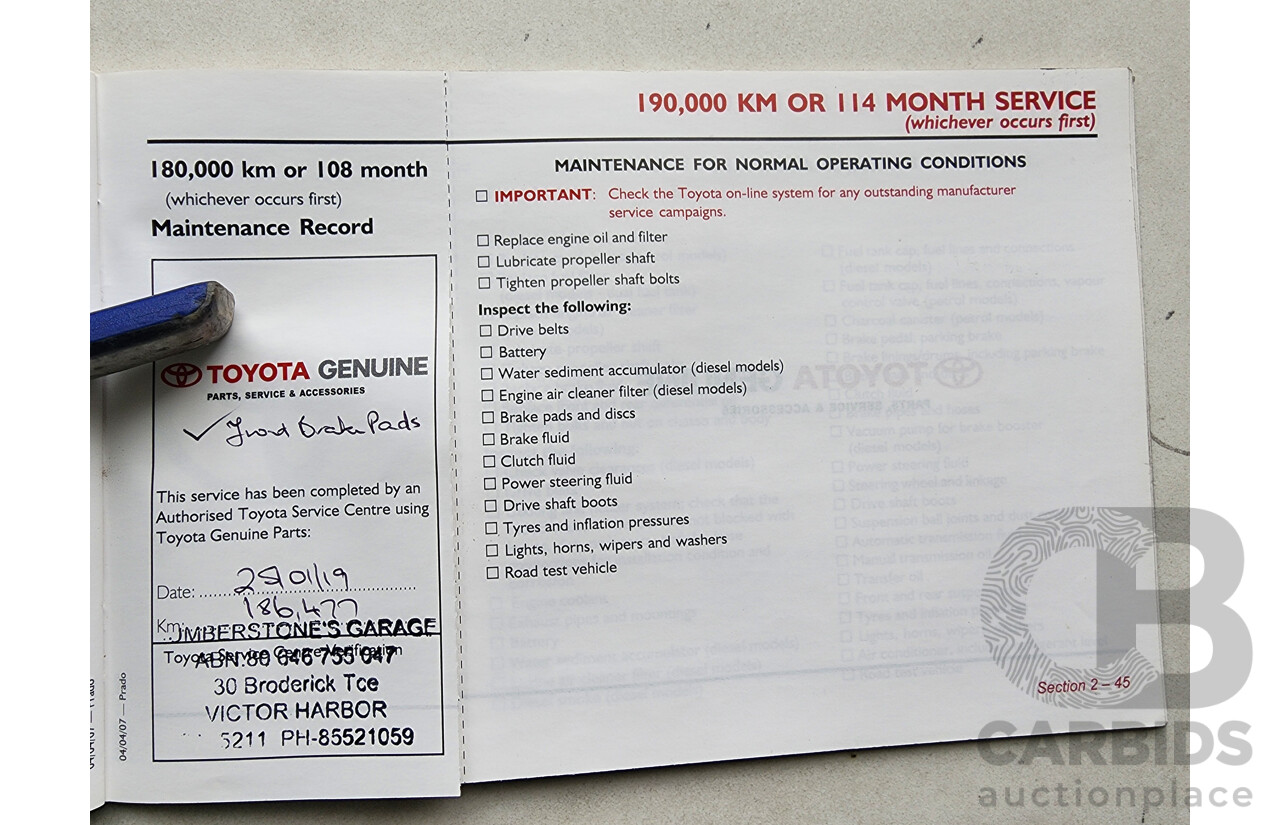 180,000 km or 108 month
(whichever occurs first)
Maintenance Record
TOYOTA GENUINE
PARTS, SERVICE & ACCESSORIES
✓ Front Brake Pads
This service has been completed by an
Authorised Toyota Service Centre using
Toyota Genuine Parts:
Date: 25/01/19
Km: 186,477
UMBERSTONE'S GARAGE
Toyota Service Centre Verification
ABN:80 646 755 047
30 Broderick Tce
VICTOR HARBOR
5211 PH-85521059
04/04/07 — Prado
190,000 KM OR 114 MONTH SERVICE
(whichever occurs first)
MAINTENANCE FOR NORMAL OPERATING CONDITIONS
☐ IMPORTANT: Check the Toyota on-line system for any outstanding manufacturer
service campaigns.
☐ Replace engine oil and filter
☐ Lubricate propeller shaft
☐ Tighten propeller shaft bolts
Inspect the following:
☐ Drive belts
☐ Battery
☐ Water sediment accumulator (diesel models)
☐ Engine air cleaner filter (diesel models)
☐ Brake pads and discs
☐ Brake fluid
☐ Clutch fluid
☐ Power steering fluid
☐ Drive shaft boots
☐ Tyres and inflation pressures
☐ Lights, horns, wipers and washers
☐ Road test vehicle
Section 2 – 45
CARBIDS
auctionplace